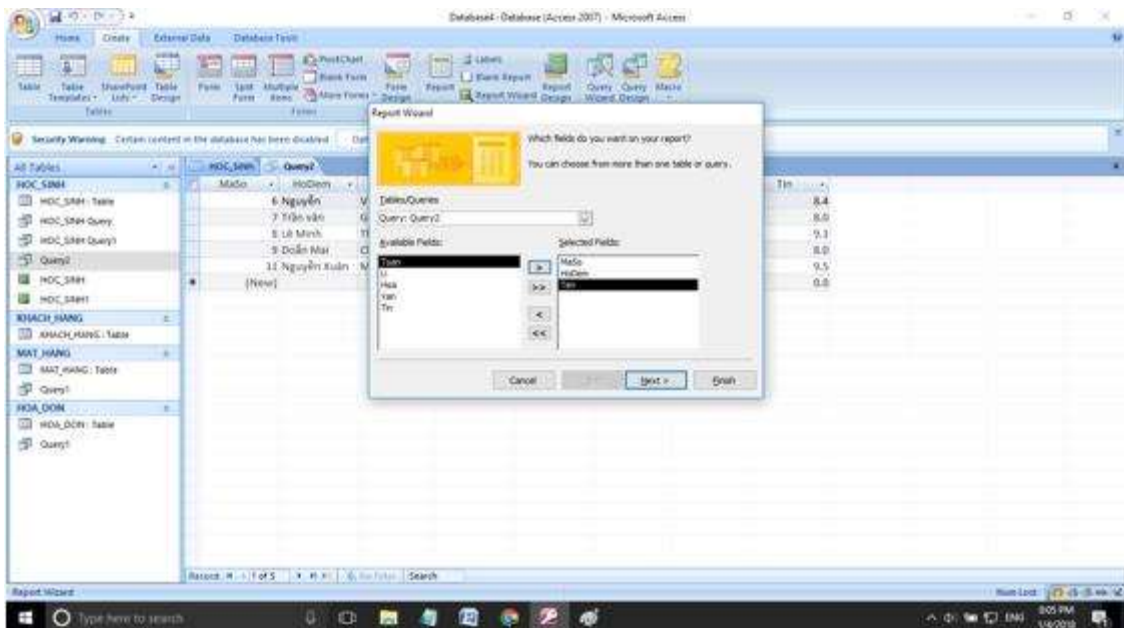 Database4 - Database (Access 2007) - Microsoft Access
Home Create External Data Database Tools
PivotChart Labels
Blank Form Blank Report
Table Table SharePoint Table Form Split Multiple More Forms Form Report Report Wizard Report Query Query Macro
Templates Lists Design Form Items Design Design Wizard Design
Tables Forms
Security Warning Certain content in the database has been disabled
All Tables
HOC_SINH
HOC_SINH : Table
HOC_SINH Query
HOC_SINH Query1
Query2
HOC_SINH
HOC_SINH1
KHACH_HANG
KHACH_HANG : Table
MAT_HANG
MAT_HANG : Table
Query1
HOA_DON
HOA_DON : Table
Query1
HOC_SINH Query2
MaSo HoDem Tin
6 Nguyễn V 8.4
7 Trần văn G 8.0
8 Lê Minh T 9.1
9 Doãn Mai C 8.0
11 Nguyễn Xuân M 9.5
(New) 0.0
Report Wizard
Which fields do you want on your report?
You can choose from more than one table or query.
Tables/Queries
Query: Query2
Available Fields: Selected Fields:
Toan
Li
Hoa
Van
Tin
MaSo
HoDem
Ten
>
>>
<
<<
Cancel Next > Finish
Record: 1 of 5 No Filter Search
Report Wizard Num Lock
Type here to search
ENG 8:05 PM
1/4/2018